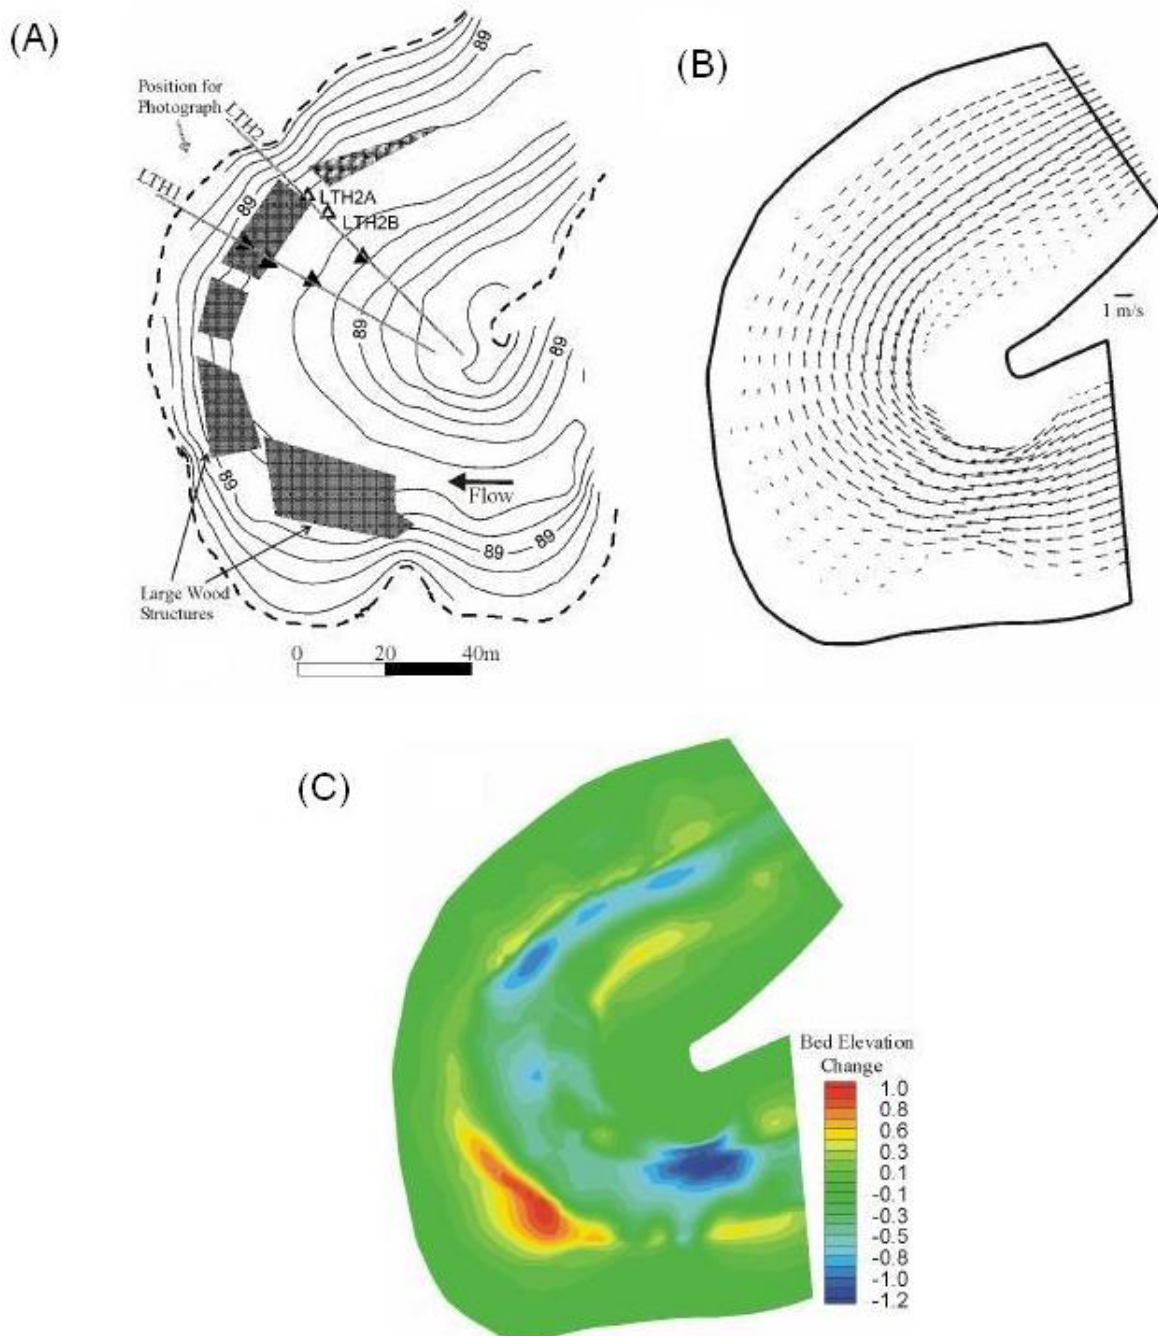 (A)
89
Position for
Photograph
LTH2
LTH1
LTH2A
LTH2B
89
89
89
89
Flow
89
89
89
Large Wood
Structures
0 20 40m
(B)
1 m/s
(C)
Bed Elevation
Change
1.0
0.8
0.6
0.3
0.1
-0.1
-0.3
-0.5
-0.8
-1.0
-1.2